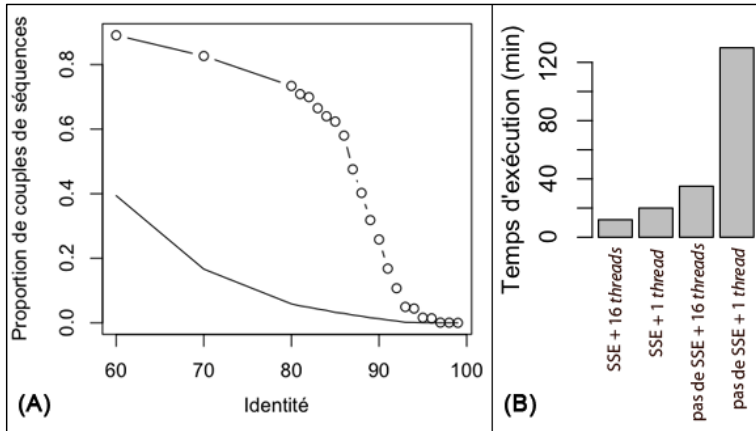 Proportion de couples de séquences
0.8
0.6
0.4
0.2
0.0
60 70 80 90 100
Identité
(A)
Temps d'exécution (min)
120
80
40
0
SSE + 16 threads
SSE + 1 thread
pas de SSE + 16 threads
pas de SSE + 1 thread
(B)